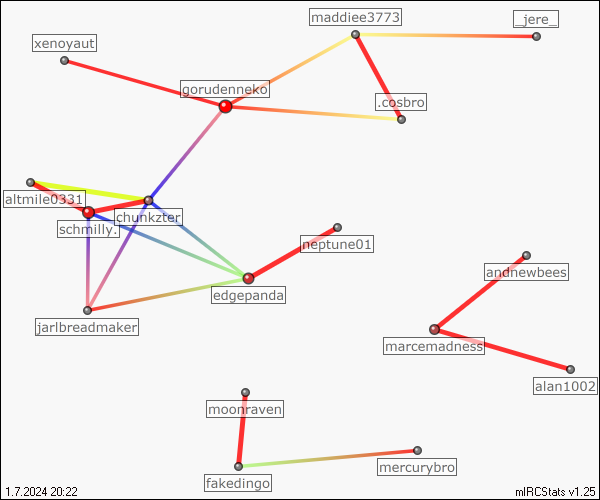 maddiee3773
_jere_
xenoyaut
gorudenneko
.cosbro
altmile0331
chunkzter
schmilly.
neptune01
andnewbees
edgepanda
jarlbreadmaker
marcemadness
alan1002
moonraven
mercurybro
fakedingo
1.7.2024 20:22
mIRCStats v1.25